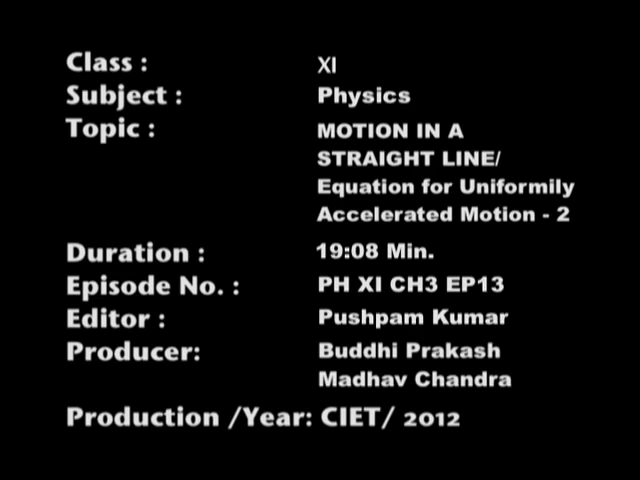 Class : XI
Subject : Physics
Topic : MOTION IN A
STRAIGHT LINE/
Equation for Uniformily
Accelerated Motion - 2
Duration : 19:08 Min.
Episode No. : PH XI CH3 EP13
Editor : Pushpam Kumar
Producer: Buddhi Prakash
Madhav Chandra
Production /Year: CIET/ 2012